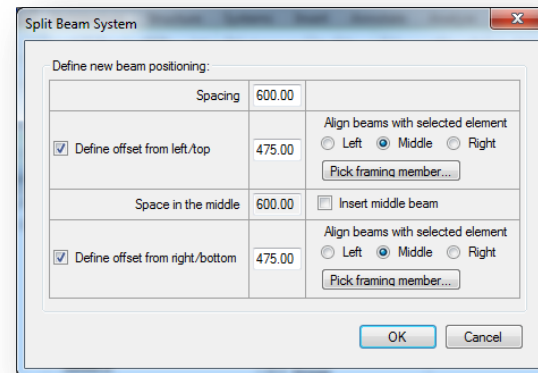 Split Beam System
Define new beam positioning:
Spacing 600.00
Align beams with selected element
Define offset from left/top 475.00 Left Middle Right
Pick framing member...
Space in the middle 600.00 Insert middle beam
Align beams with selected element
Define offset from right/bottom 475.00 Left Middle Right
Pick framing member...
OK Cancel